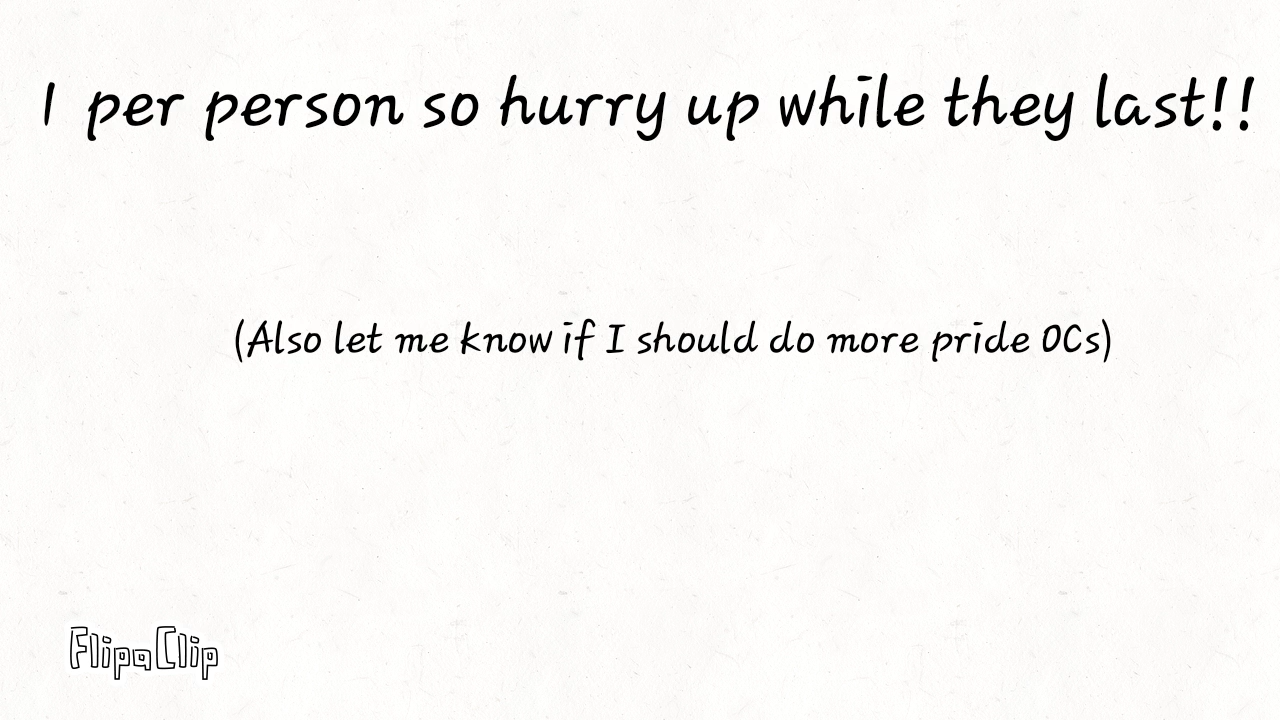 1 per person so hurry up while they last!!
(Also let me know if I should do more pride OCs)
FlipaClip